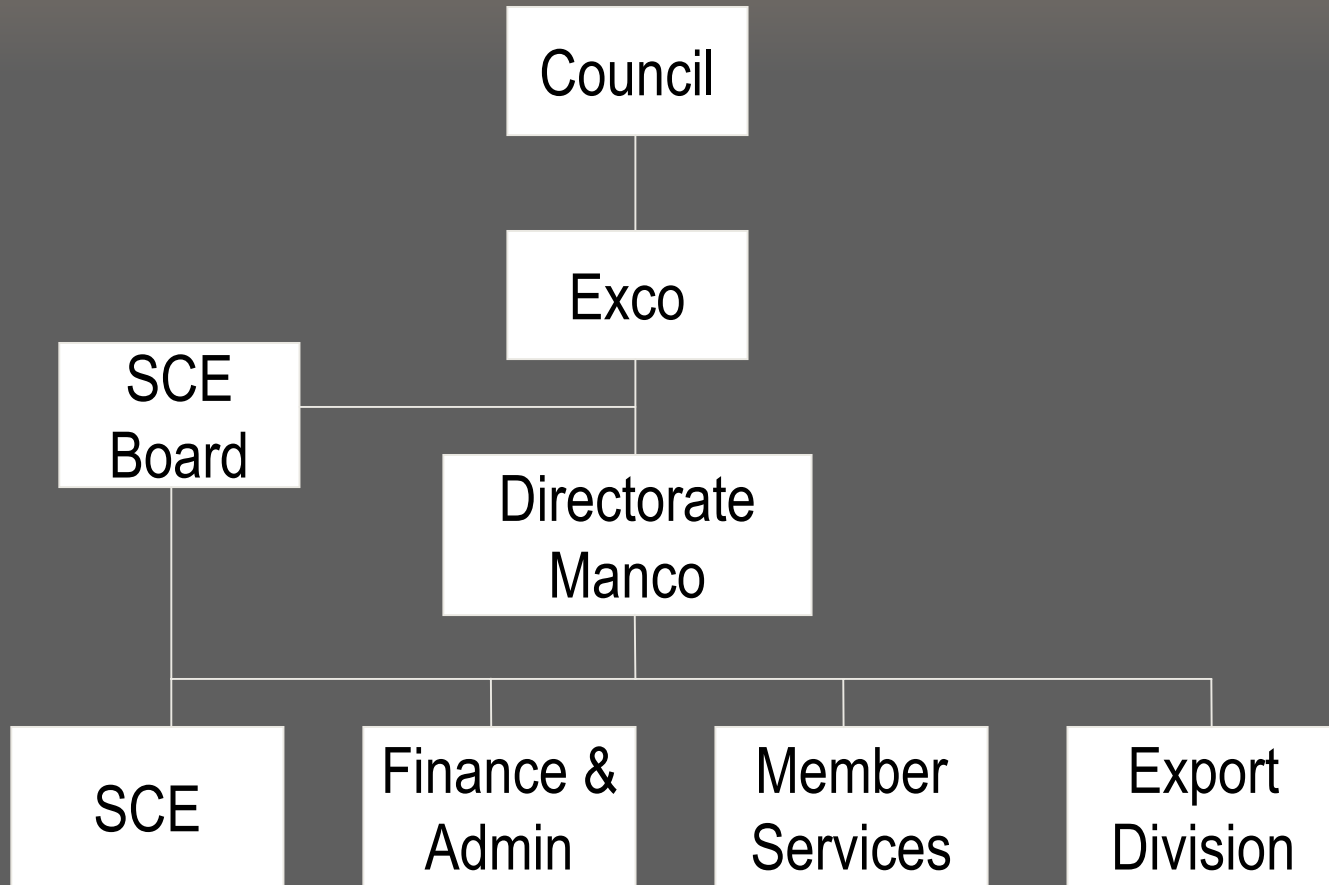 Council
Exco
SCE
Board
Directorate
Manco
SCE
Finance &
Admin
Member
Services
Export
Division